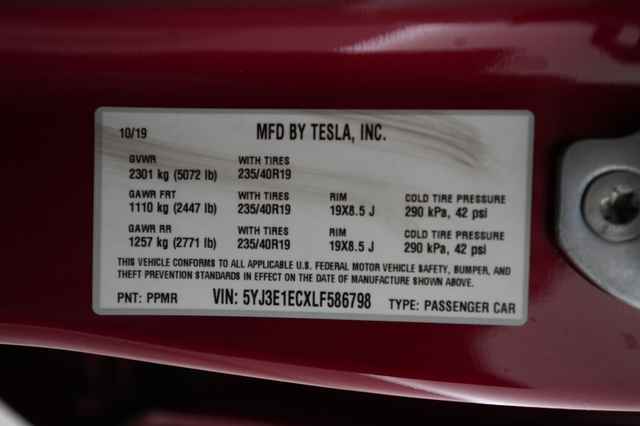 10/19 MFD BY TESLA, INC.
GVWR WITH TIRES
2301 kg (5072 lb) 235/40R19
GAWR FRT WITH TIRES RIM COLD TIRE PRESSURE
1110 kg (2447 lb) 235/40R19 19X8.5 J 290 kPa, 42 psi
GAWR RR WITH TIRES RIM COLD TIRE PRESSURE
1257 kg (2771 lb) 235/40R19 19X8.5 J 290 kPa, 42 psi
THIS VEHICLE CONFORMS TO ALL APPLICABLE U.S. FEDERAL MOTOR VEHICLE SAFETY, BUMPER, AND
THEFT PREVENTION STANDARDS IN EFFECT ON THE DATE OF MANUFACTURE SHOWN ABOVE.
PNT: PPMR VIN: 5YJ3E1ECXLF586798 TYPE: PASSENGER CAR